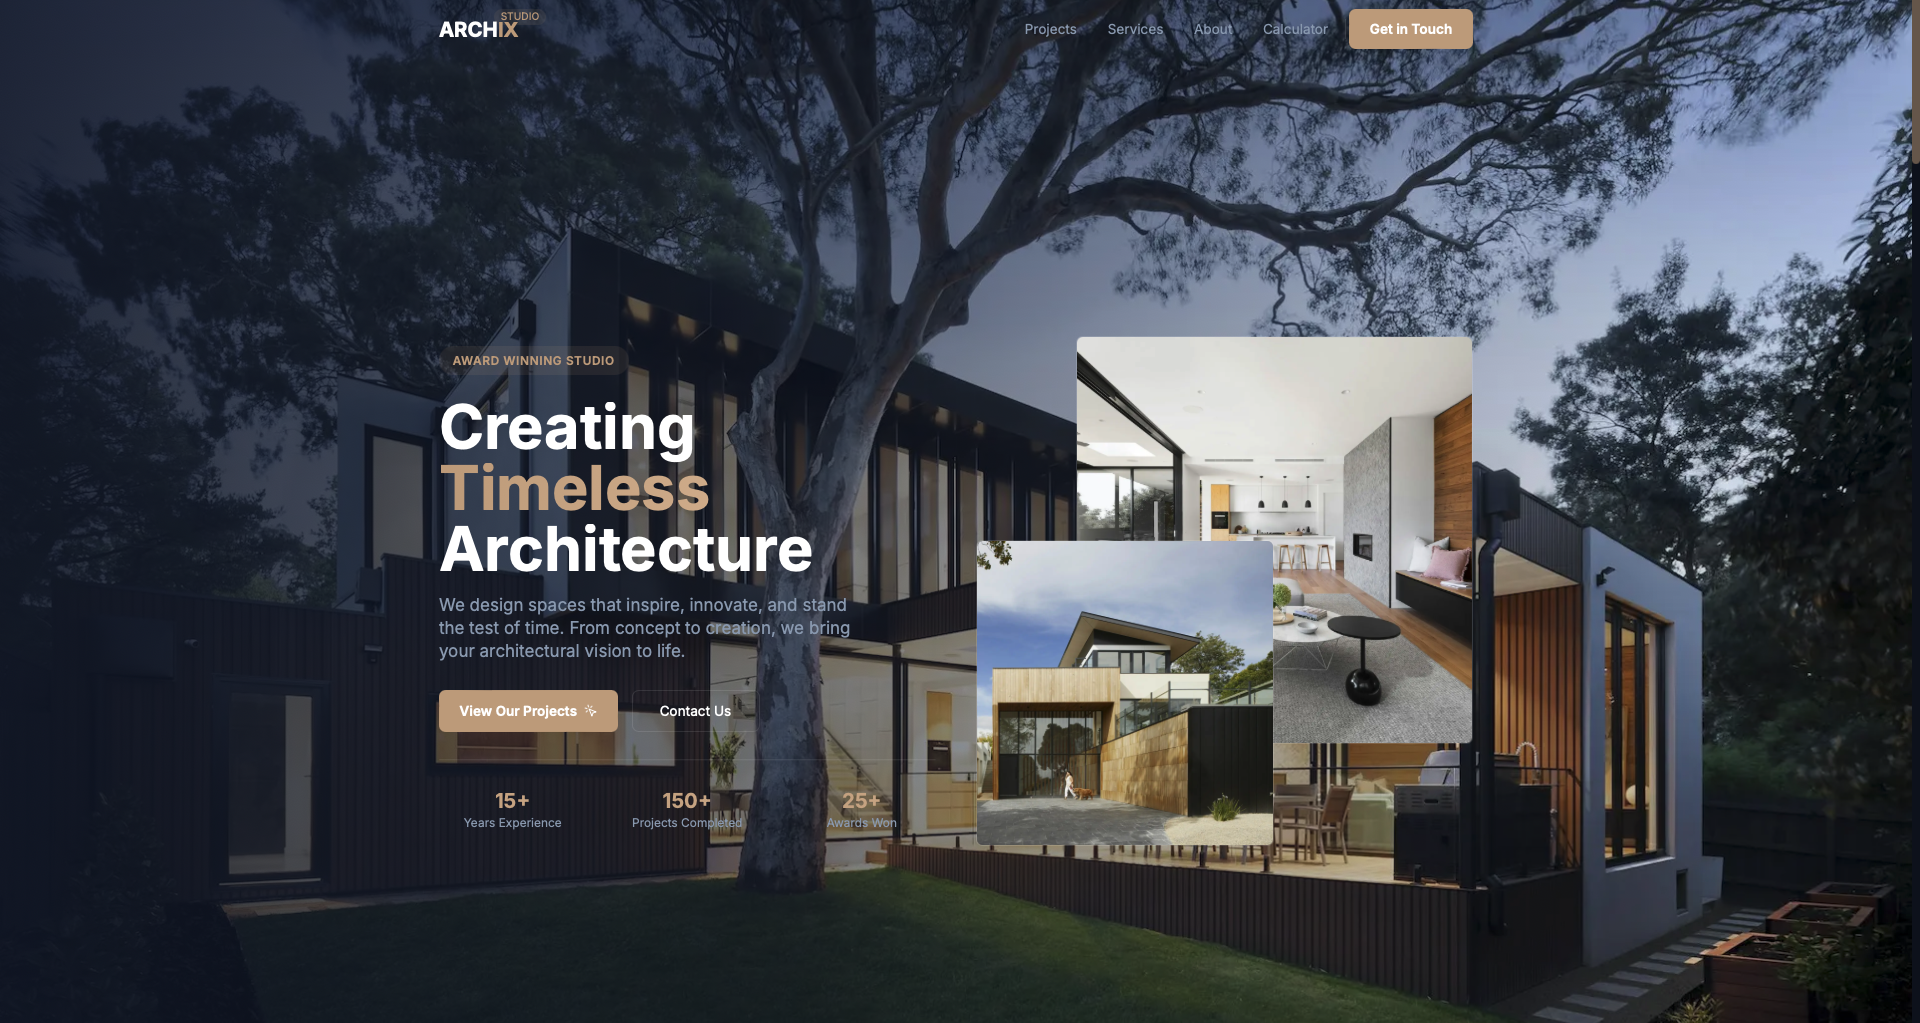 STUDIO
ARCHIX
Projects
Services
About
Calculator
Get in Touch
AWARD WINNING STUDIO
Creating
Timeless
Architecture
We design spaces that inspire, innovate, and stand
the test of time. From concept to creation, we bring
your architectural vision to life.
View Our Projects
Contact Us
15+
Years Experience
150+
Projects Completed
25+
Awards Won